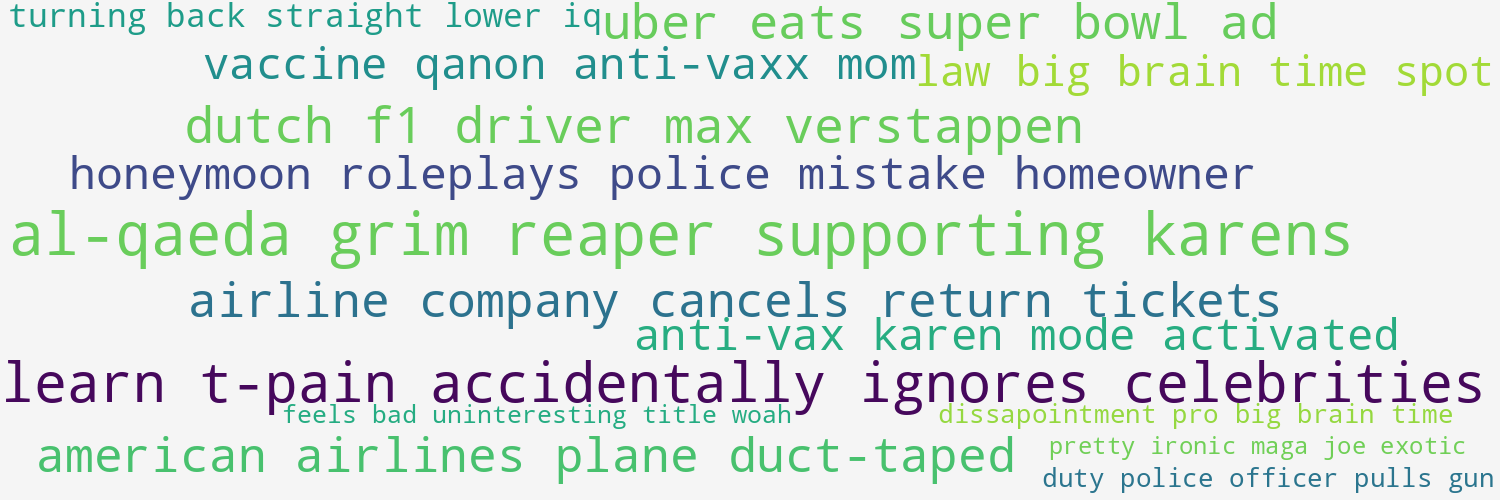 turning back straight lower iq
uber eats super bowl ad
vaccine qanon anti-vaxx mom
law big brain time spot
dutch f1 driver max verstappen
honeymoon roleplays police mistake homeowner
al-qaeda grim reaper supporting karens
airline company cancels return tickets
anti-vax karen mode activated
learn t-pain accidentally ignores celebrities
feels bad uninteresting title woah
dissapointment pro big brain time
american airlines plane duct-taped
pretty ironic maga joe exotic
duty police officer pulls gun